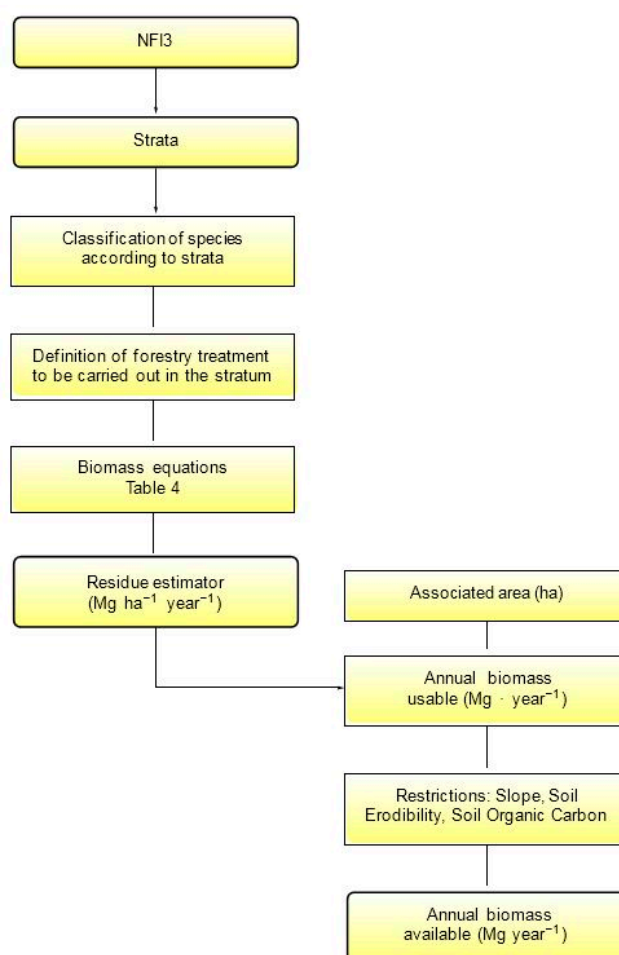 NFI3
Strata
Classification of species
according to strata
Definition of forestry treatment
to be carried out in the stratum
Biomass equations
Table 4
Residue estimator
(Mg ha⁻¹ year⁻¹)
Associated area (ha)
Annual biomass
usable (Mg · year⁻¹)
Restrictions: Slope, Soil
Erodibility, Soil Organic Carbon
Annual biomass
available (Mg year⁻¹)